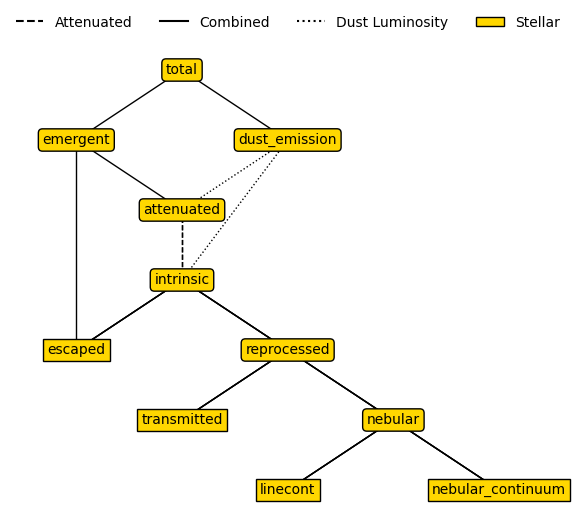 Attenuated Combined Dust Luminosity Stellar
total
emergent dust_emission
attenuated
intrinsic
escaped reprocessed
transmitted nebular
linecont nebular_continuum